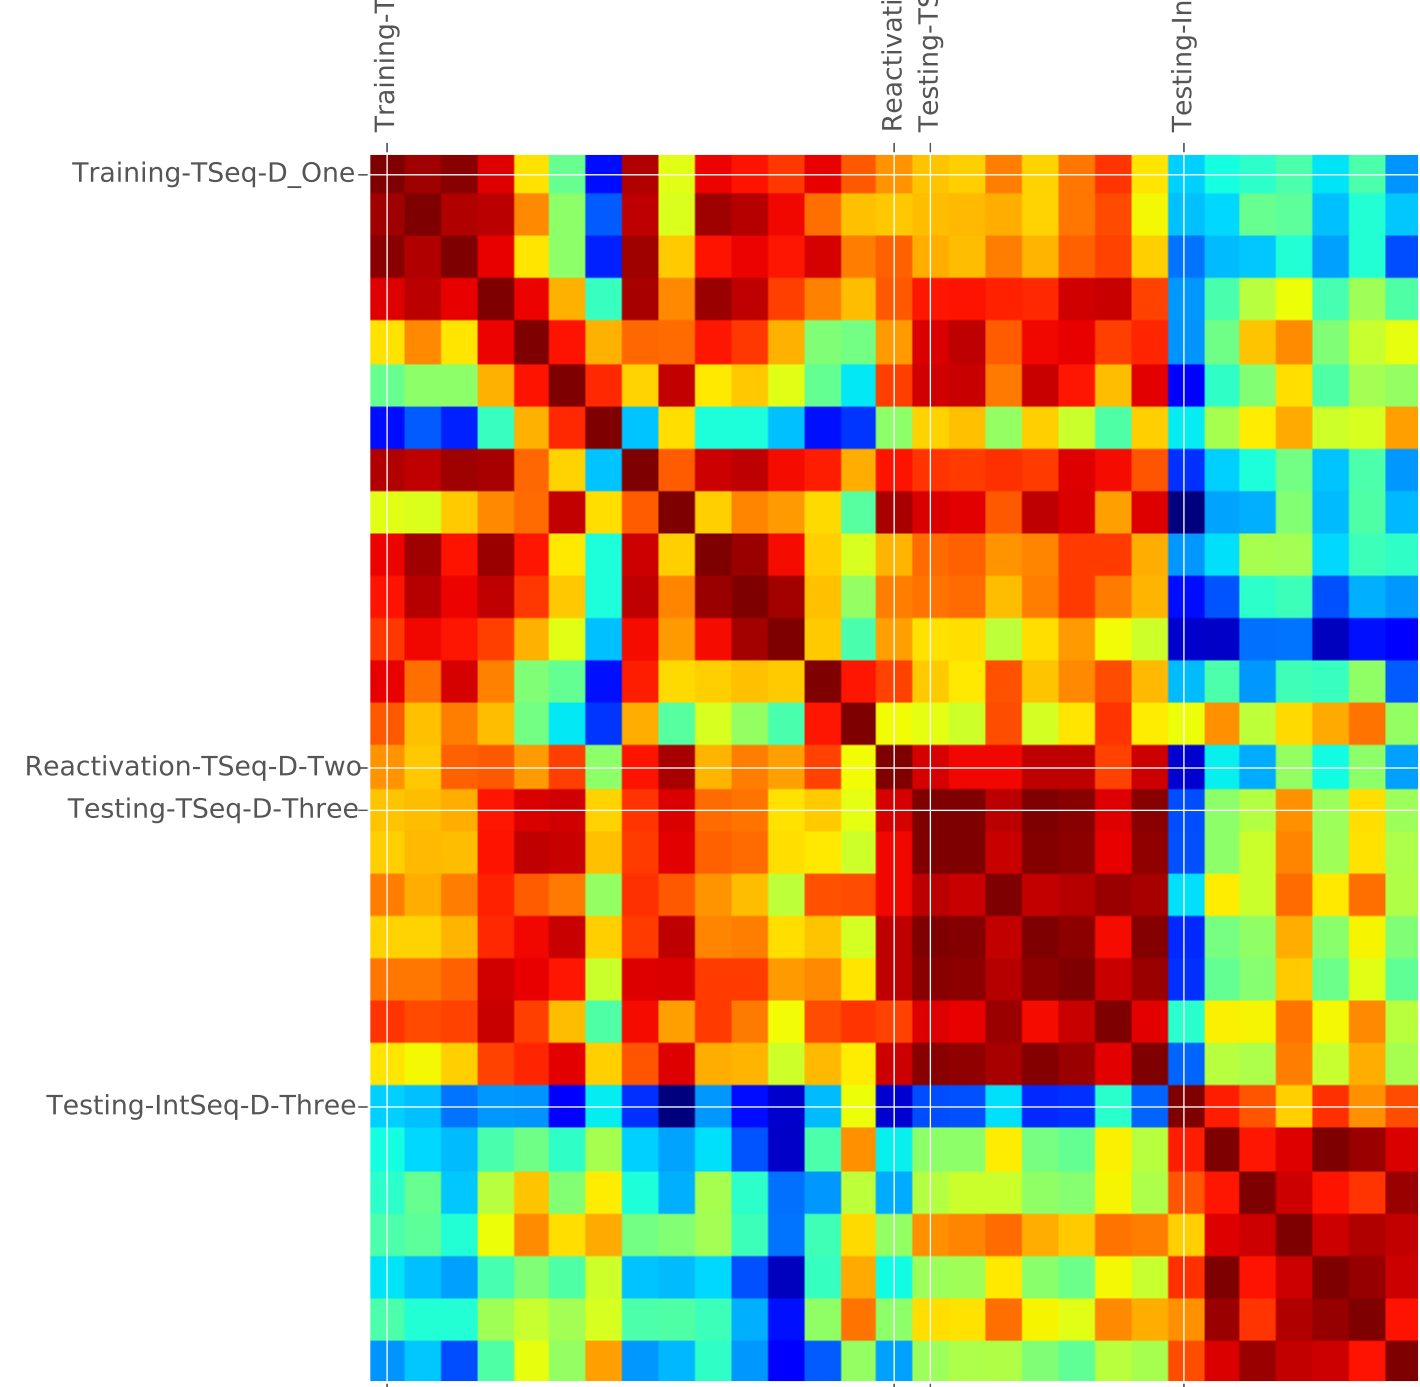 Training-T
Reactivati
Testing-TS
Testing-In
Training-TSeq-D_One
Reactivation-TSeq-D-Two
Testing-TSeq-D-Three
Testing-IntSeq-D-Three